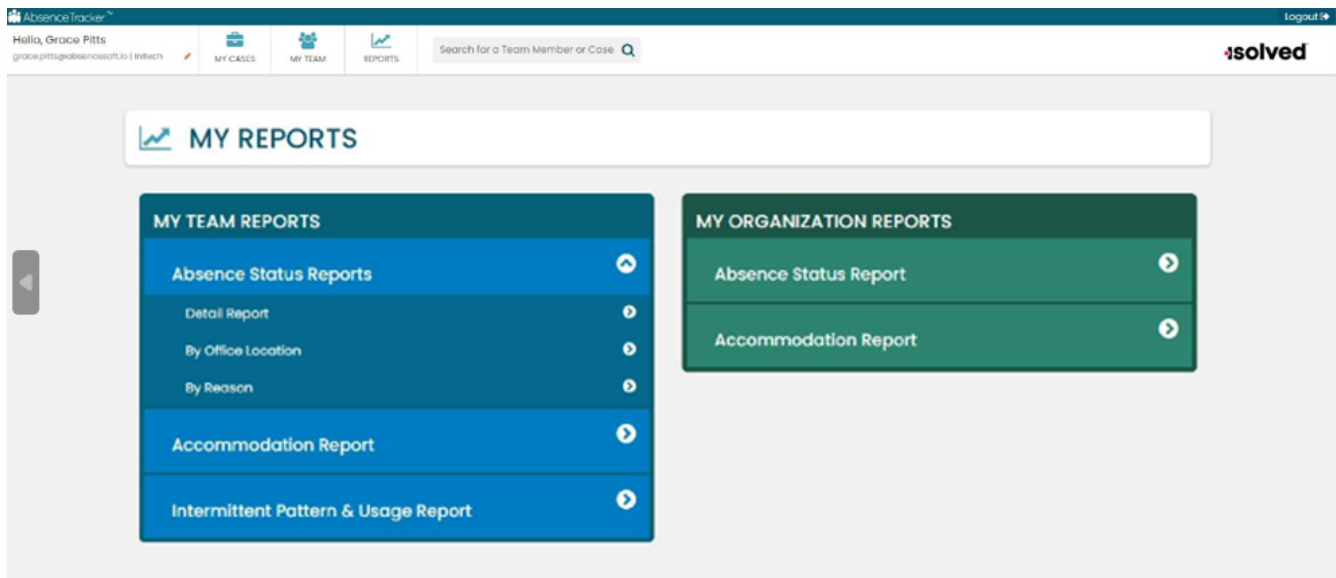 AbsenceTracker™
Logout
Hello, Grace Pitts
grace.pitts@absencesoft.io | Initech
MY CASES
MY TEAM
REPORTS
Search for a Team Member or Case
isolved
MY REPORTS
MY TEAM REPORTS
Absence Status Reports
Detail Report
By Office Location
By Reason
Accommodation Report
Intermittent Pattern & Usage Report
MY ORGANIZATION REPORTS
Absence Status Report
Accommodation Report